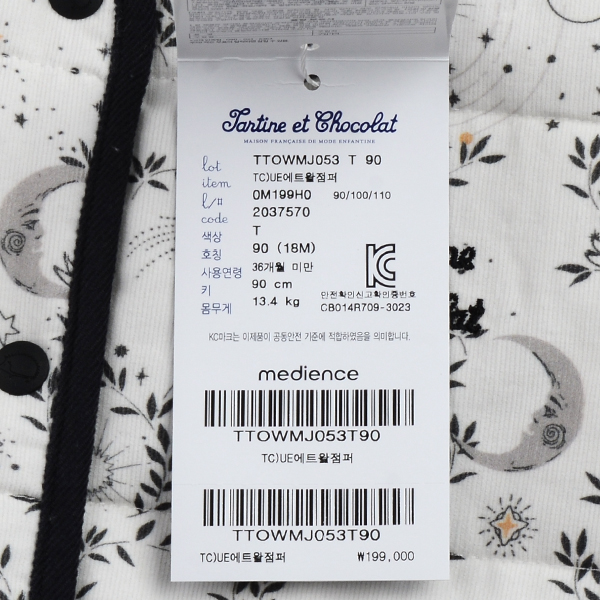 Tartine et Chocolat
MAISON FRANÇAISE DE MODE ENFANTINE
lot TTOWMJ053 T 90
item TC)UE에트왈점퍼
l/# 0M199H0 90/100/110
code 2037570
색상 T
호칭 90 (18M)
사용연령 36개월 미만
키 90 cm
몸무게 13.4 kg
안전확인신고확인증번호
CB014R709-3023
KC마크는 이제품이 공통안전 기준에 적합하였음을 의미합니다.
medience
TTOWMJ053T90
TC)UE에트왈점퍼
TTOWMJ053T90
TC)UE에트왈점퍼 ₩199,000